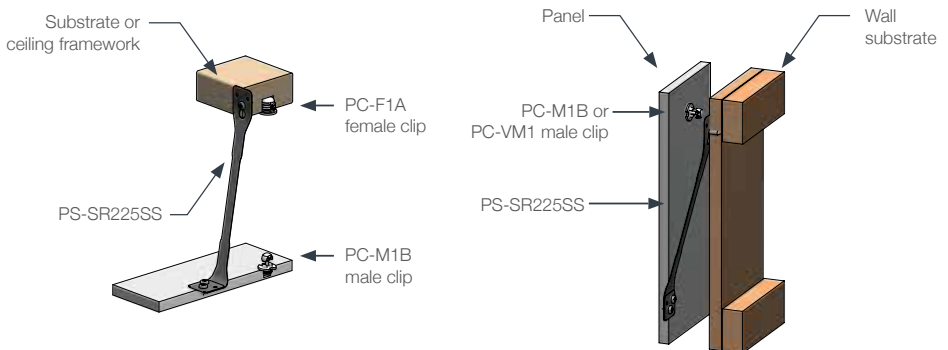 Substrate or
ceiling framework
PC-F1A
female clip
PS-SR225SS
PC-M1B
male clip
Panel
Wall
substrate
PC-M1B or
PC-VM1 male clip
PS-SR225SS